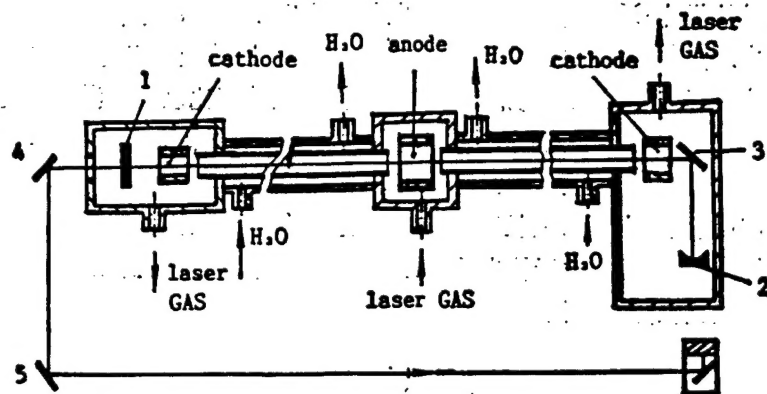 laser
GAS
H₂O
anode
H₂O
cathode
cathode
1
4
3
H₂O
H₂O
laser
GAS
laser GAS
2
5